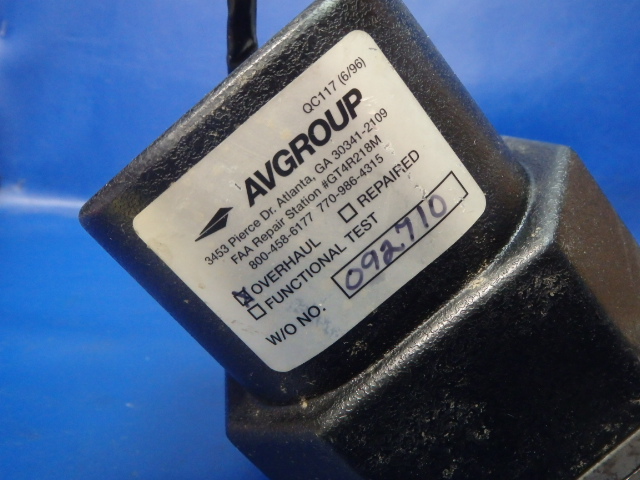 QC117 (6/96)
AVGROUP
3453 Pierce Dr. Atlanta, GA 30341-2109
FAA Repair Station #GT4R218M
800-458-6177 770-986-4315
OVERHAUL REPAIRED
FUNCTIONAL TEST
W/O NO: 092710